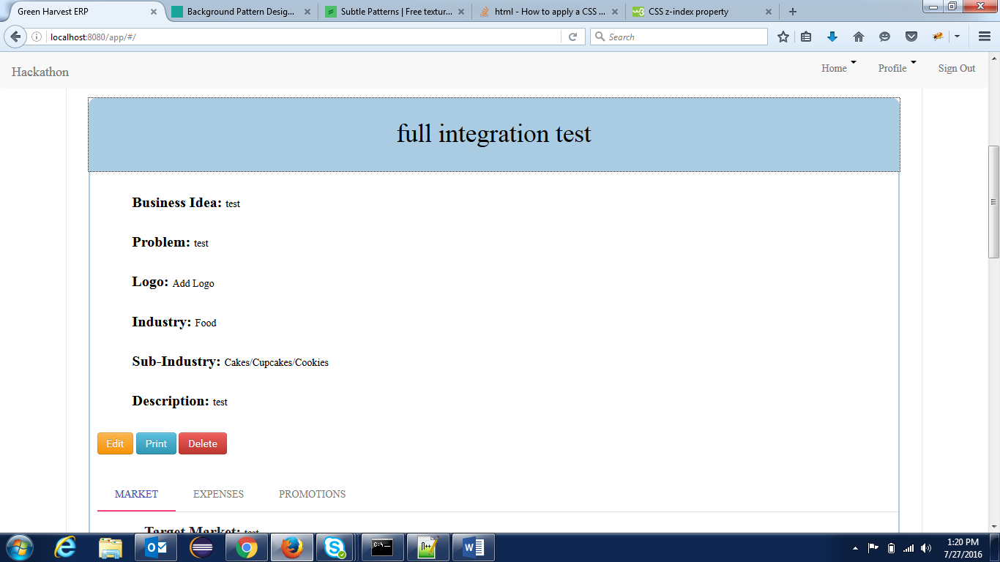 Green Harvest ERP
Background Pattern Desig...
Subtle Patterns | Free textur...
html - How to apply a CSS ...
CSS z-index property
localhost:8080/app/#/
Search
Hackathon
Home
Profile
Sign Out
full integration test
Business Idea: test
Problem: test
Logo: Add Logo
Industry: Food
Sub-Industry: Cakes/Cupcakes/Cookies
Description: test
Edit
Print
Delete
MARKET
EXPENSES
PROMOTIONS
Target Market: test
1:20 PM
7/27/2016